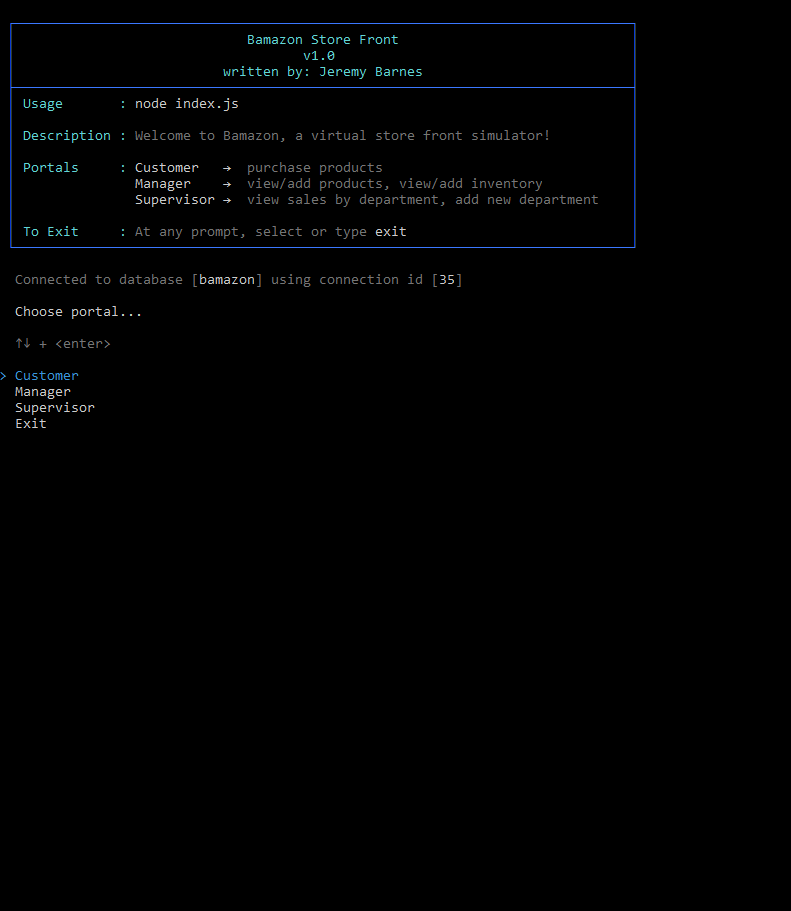 Bamazon Store Front
v1.0
written by: Jeremy Barnes
Usage       : node index.js
Description : Welcome to Bamazon, a virtual store front simulator!
Portals     : Customer   →  purchase products
Manager    →  view/add products, view/add inventory
Supervisor →  view sales by department, add new department
To Exit     : At any prompt, select or type exit
Connected to database [bamazon] using connection id [35]
Choose portal...
↑↓ + <enter>
> Customer
Manager
Supervisor
Exit